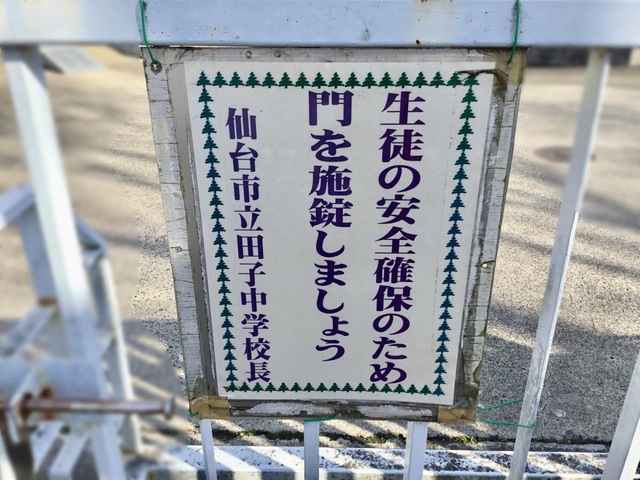 生徒の安全確保のため
門を施錠しましょう
仙台市立田子中学校長